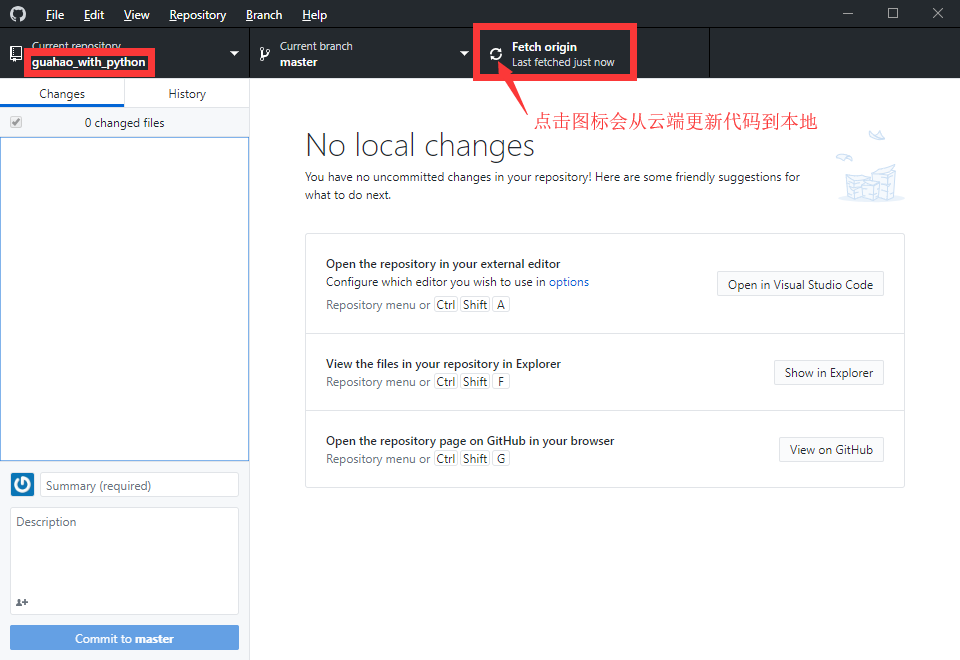 File Edit View Repository Branch Help
Current repository
guahao_with_python
Current branch
master
Fetch origin
Last fetched just now
点击图标会从云端更新代码到本地
Changes
History
0 changed files
No local changes
You have no uncommitted changes in your repository! Here are some friendly suggestions for
what to do next.
Open the repository in your external editor
Configure which editor you wish to use in options
Repository menu or Ctrl Shift A
Open in Visual Studio Code
View the files in your repository in Explorer
Repository menu or Ctrl Shift F
Show in Explorer
Open the repository page on GitHub in your browser
Repository menu or Ctrl Shift G
View on GitHub
Summary (required)
Description
Commit to master